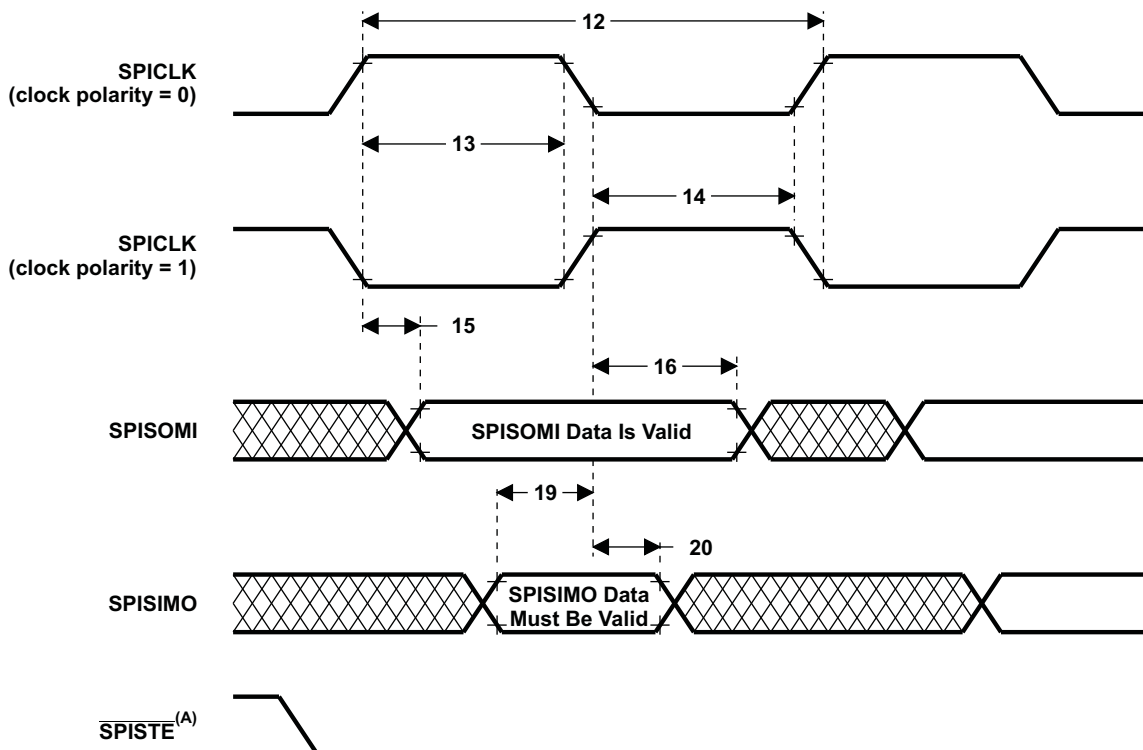 12
SPICLK
(clock polarity = 0)
13
14
SPICLK
(clock polarity = 1)
15
16
SPISOMI
SPISOMI Data Is Valid
19
20
SPISIMO
SPISIMO Data
Must Be Valid
SPISTE(A)